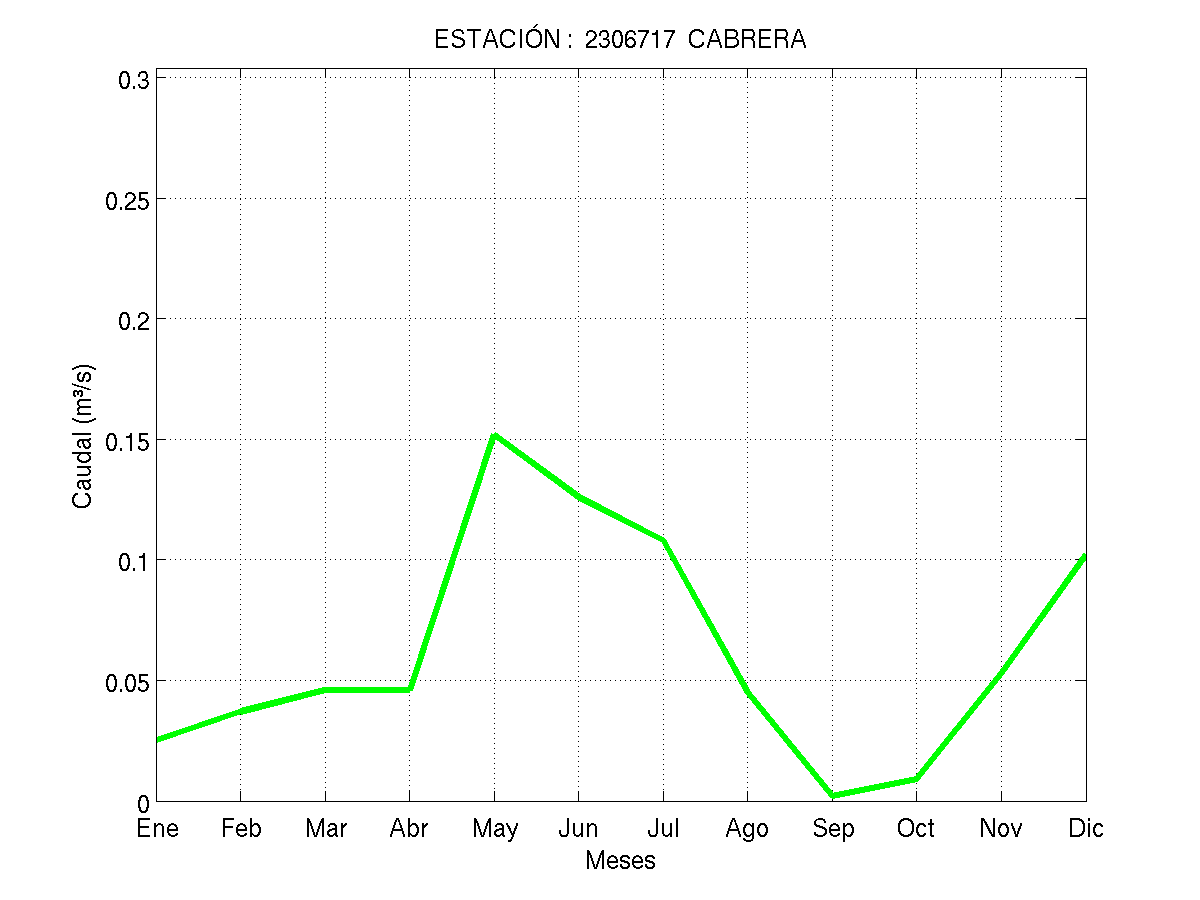 ESTACIÓN : 2306717 CABRERA
0.3
0.25
0.2
0.15
0.1
0.05
0
Caudal (m³/s)
Ene Feb Mar Abr May Jun Jul Ago Sep Oct Nov Dic
Meses